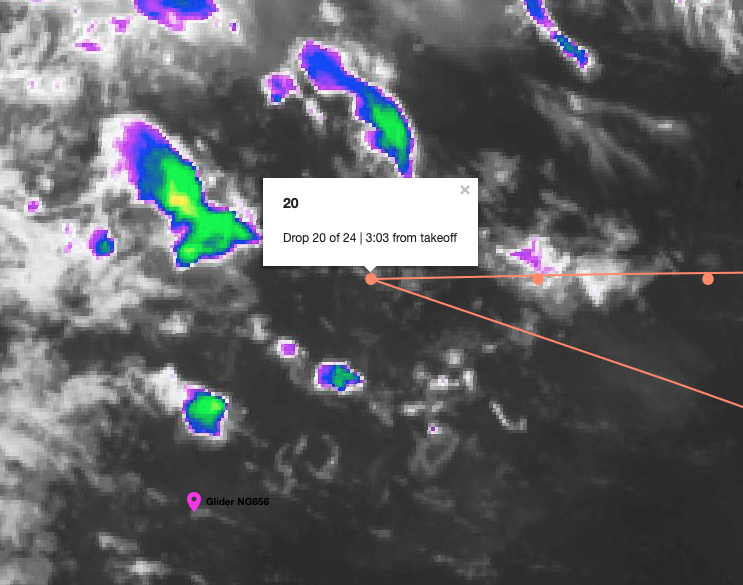 ×
20
Drop 20 of 24 | 3:03 from takeoff
Glider NG656